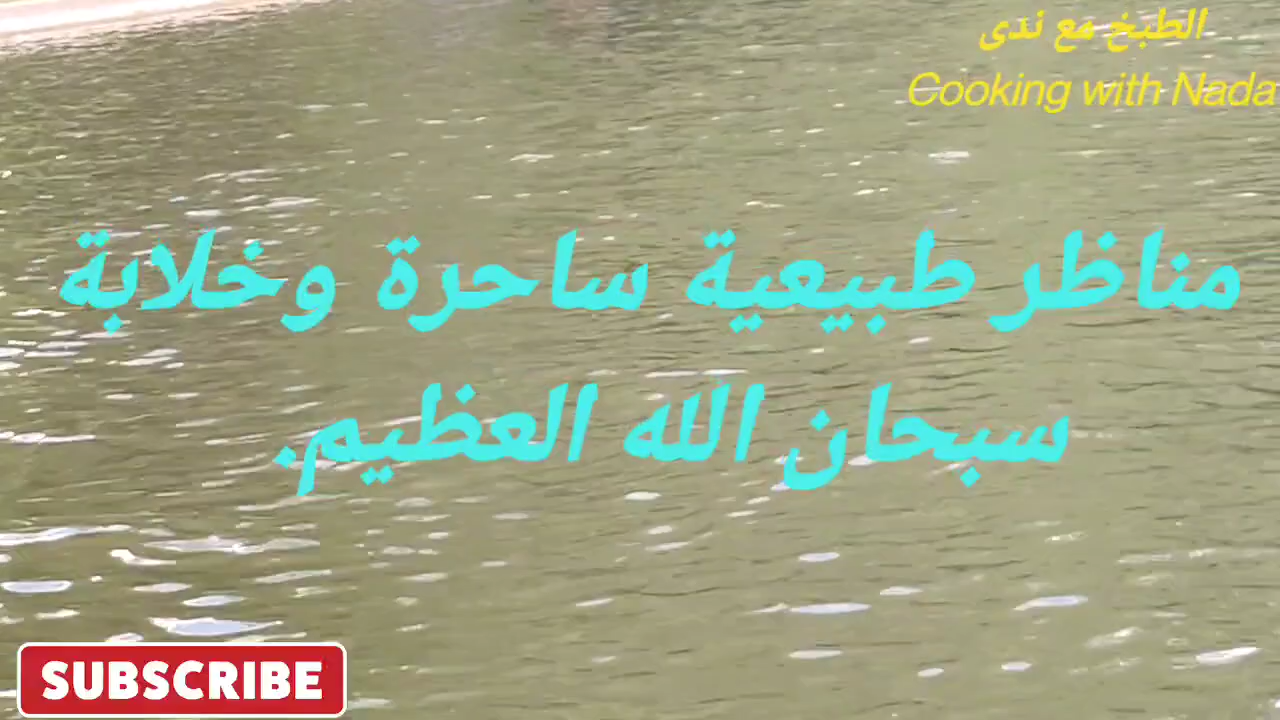 الطبخ مع ندى
Cooking with Nada
مناظر طبيعية ساحرة وخلابة
سبحان الله العظيم.
SUBSCRIBE